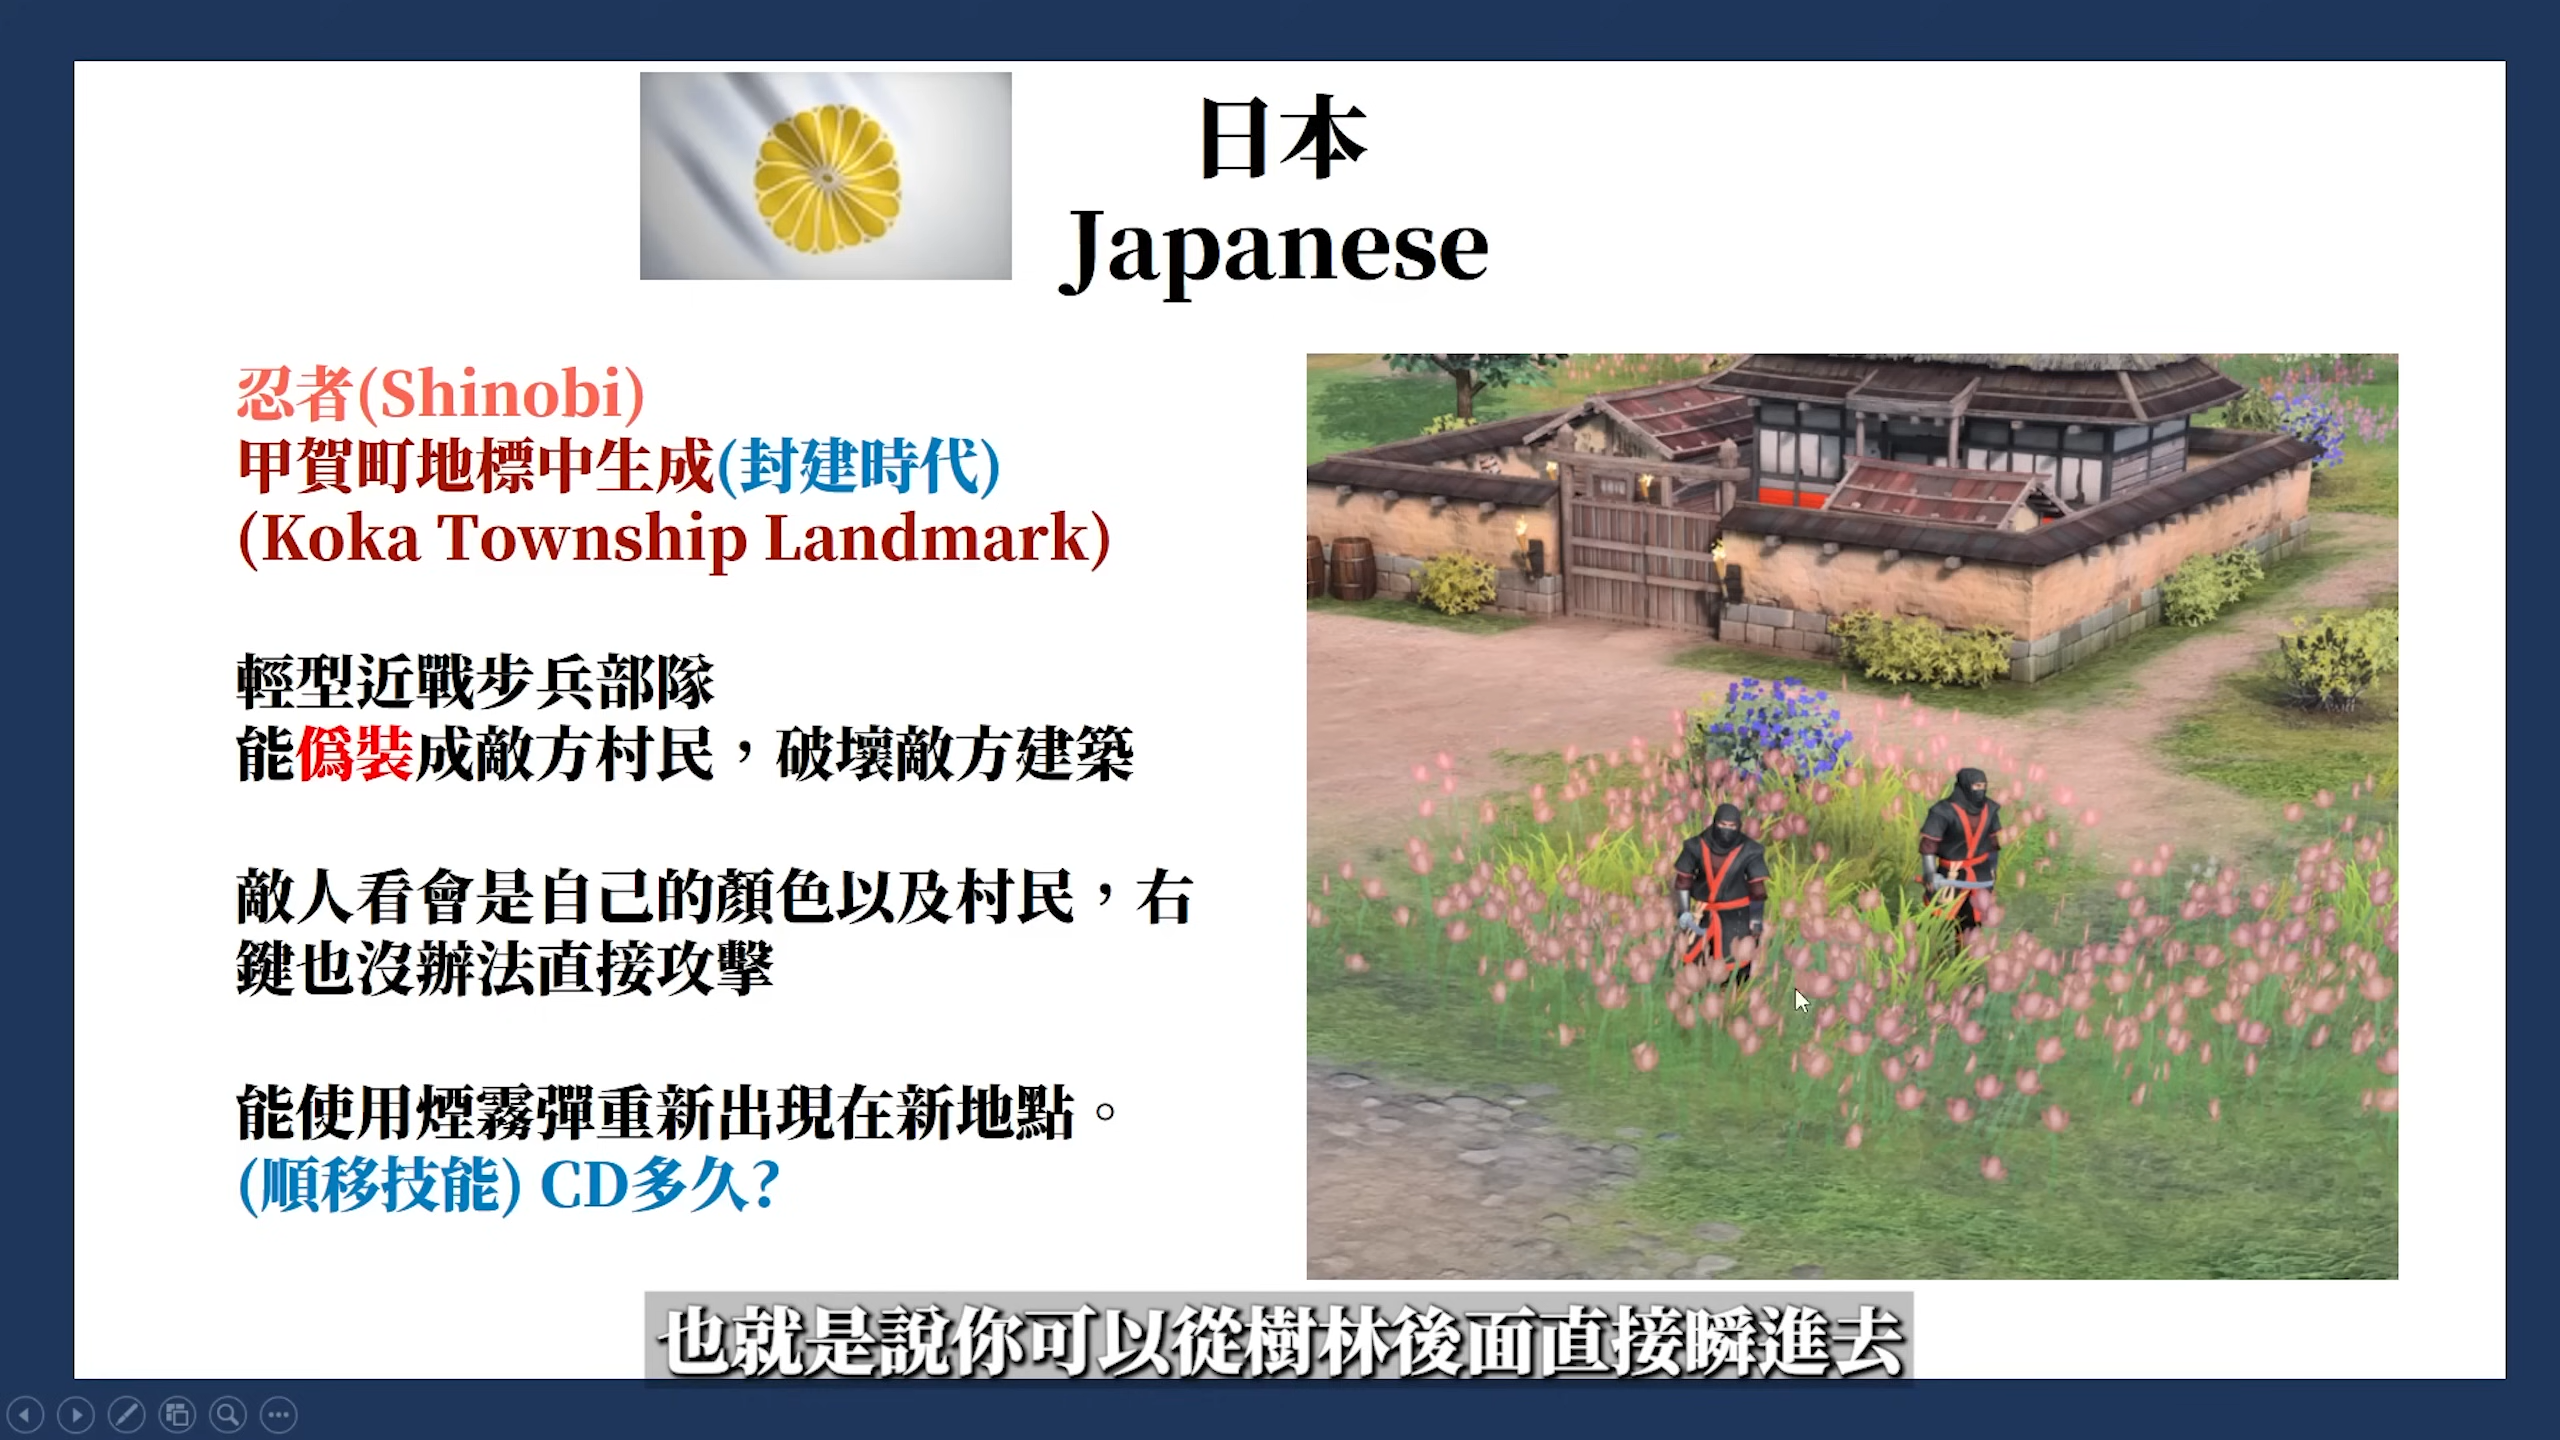 日本
Japanese
忍者(Shinobi)
甲賀町地標中生成(封建時代)
(Koka Township Landmark)
輕型近戰步兵部隊
能偽裝成敵方村民，破壞敵方建築
敵人看會是自己的顏色以及村民，右
鍵也沒辦法直接攻擊
能使用煙霧彈重新出現在新地點。
(順移技能) CD多久?
也就是說你可以從樹林後面直接瞬進去